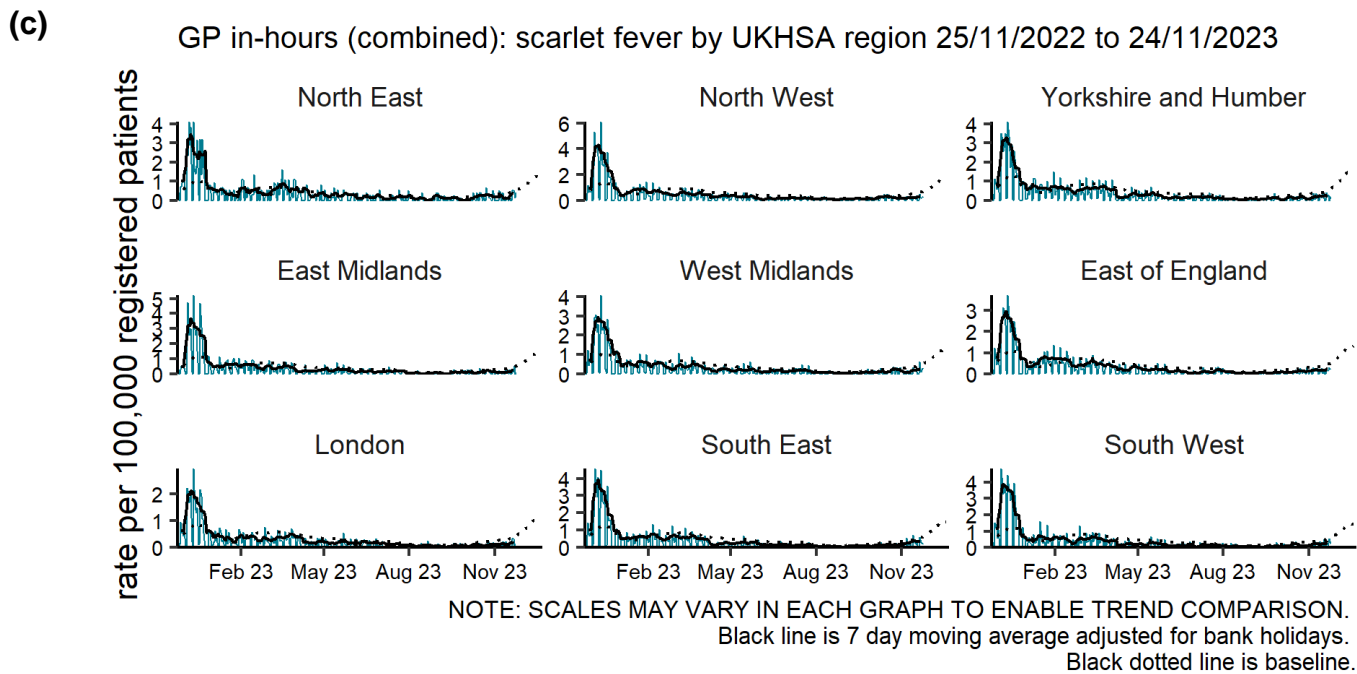 (c)
GP in-hours (combined): scarlet fever by UKHSA region 25/11/2022 to 24/11/2023
rate per 100,000 registered patients
North East
4
3
2
1
0
North West
6
4
2
0
Yorkshire and Humber
4
3
2
1
0
East Midlands
5
4
3
2
1
0
West Midlands
4
3
2
1
0
East of England
3
2
1
0
London
2
1
0
Feb 23 May 23 Aug 23 Nov 23
South East
4
3
2
1
0
Feb 23 May 23 Aug 23 Nov 23
South West
4
3
2
1
0
Feb 23 May 23 Aug 23 Nov 23
NOTE: SCALES MAY VARY IN EACH GRAPH TO ENABLE TREND COMPARISON.
Black line is 7 day moving average adjusted for bank holidays.
Black dotted line is baseline.